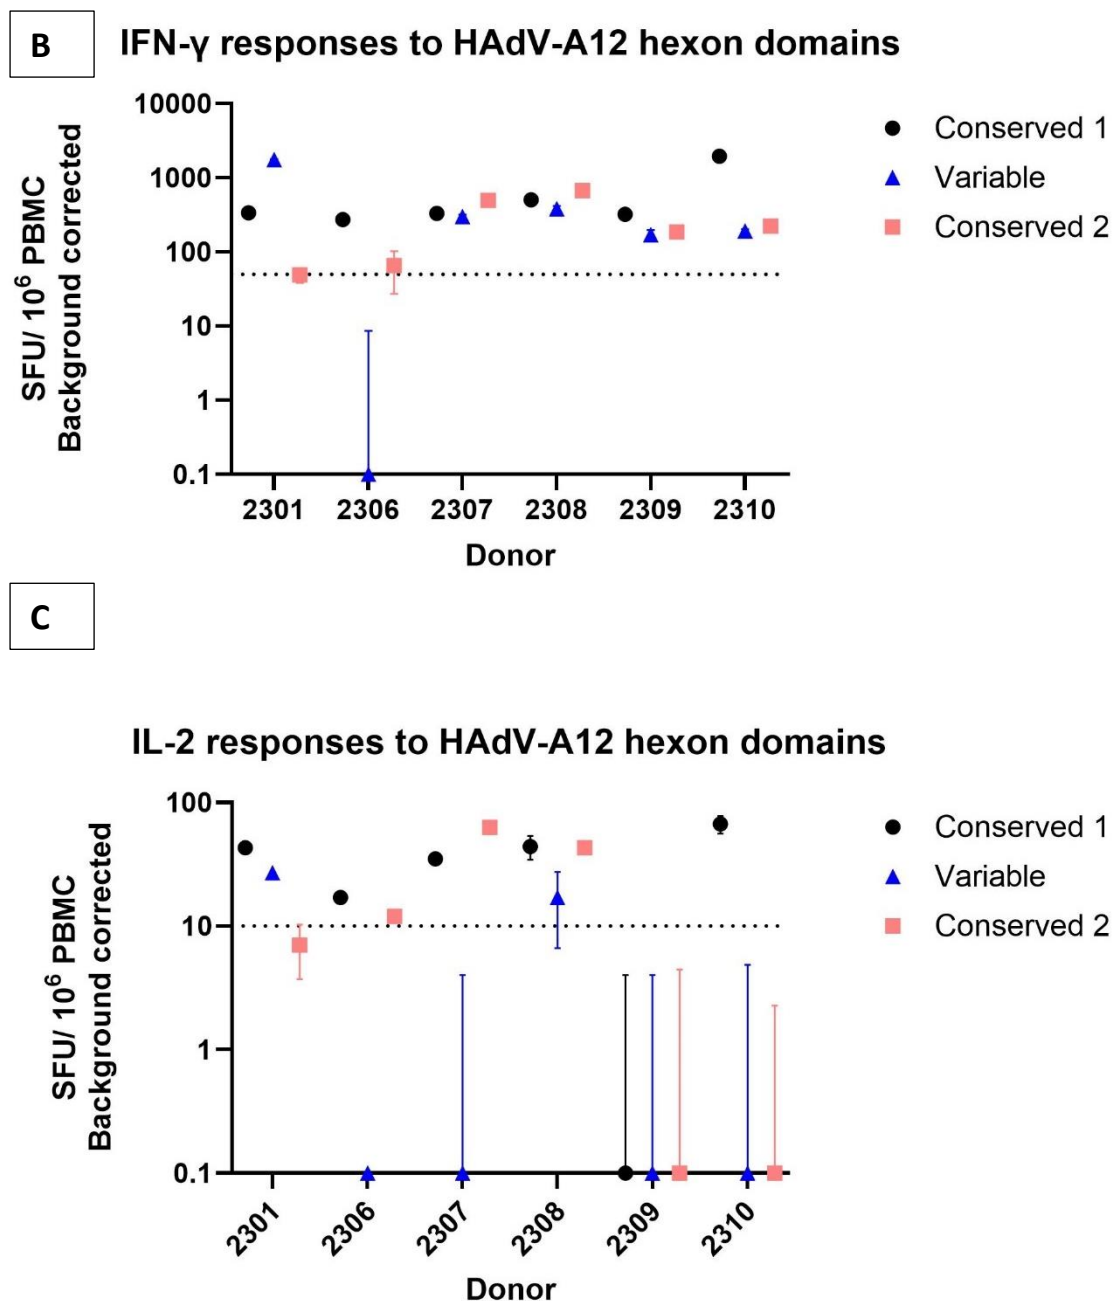 B
IFN-γ responses to HAdV-A12 hexon domains
SFU/ 10⁶ PBMC
Background corrected
10000
1000
100
10
1
0.1
2301 2306 2307 2308 2309 2310
Donor
Conserved 1
Variable
Conserved 2
C
IL-2 responses to HAdV-A12 hexon domains
SFU/ 10⁶ PBMC
Background corrected
100
10
1
0.1
2301 2306 2307 2308 2309 2310
Donor
Conserved 1
Variable
Conserved 2